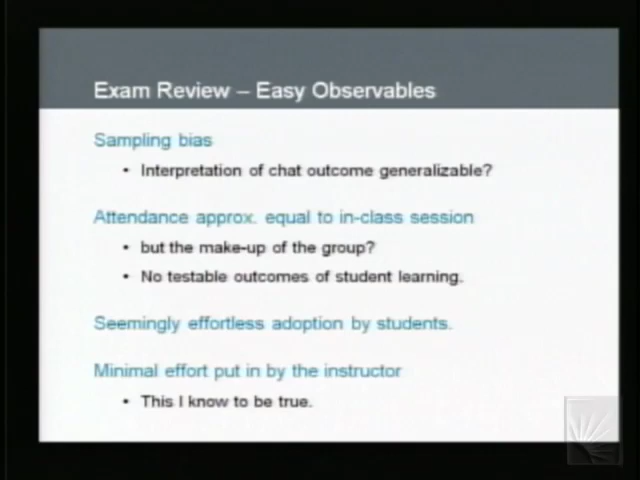 Exam Review – Easy Observables
Sampling bias
• Interpretation of chat outcome generalizable?
Attendance approx. equal to in-class session
• but the make-up of the group?
• No testable outcomes of student learning.
Seemingly effortless adoption by students.
Minimal effort put in by the instructor
• This I know to be true.